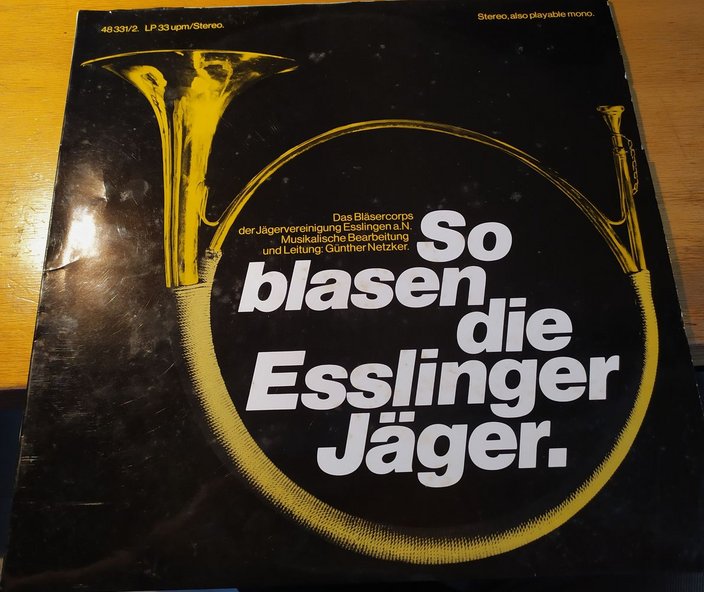 48 331/2. LP 33 upm/Stereo.
Stereo, also playable mono.
Das Bläsercorps
der Jägervereinigung Esslingen a.N.
Musikalische Bearbeitung
und Leitung: Günther Netzker.
So
blasen
die
Esslinger
Jäger.